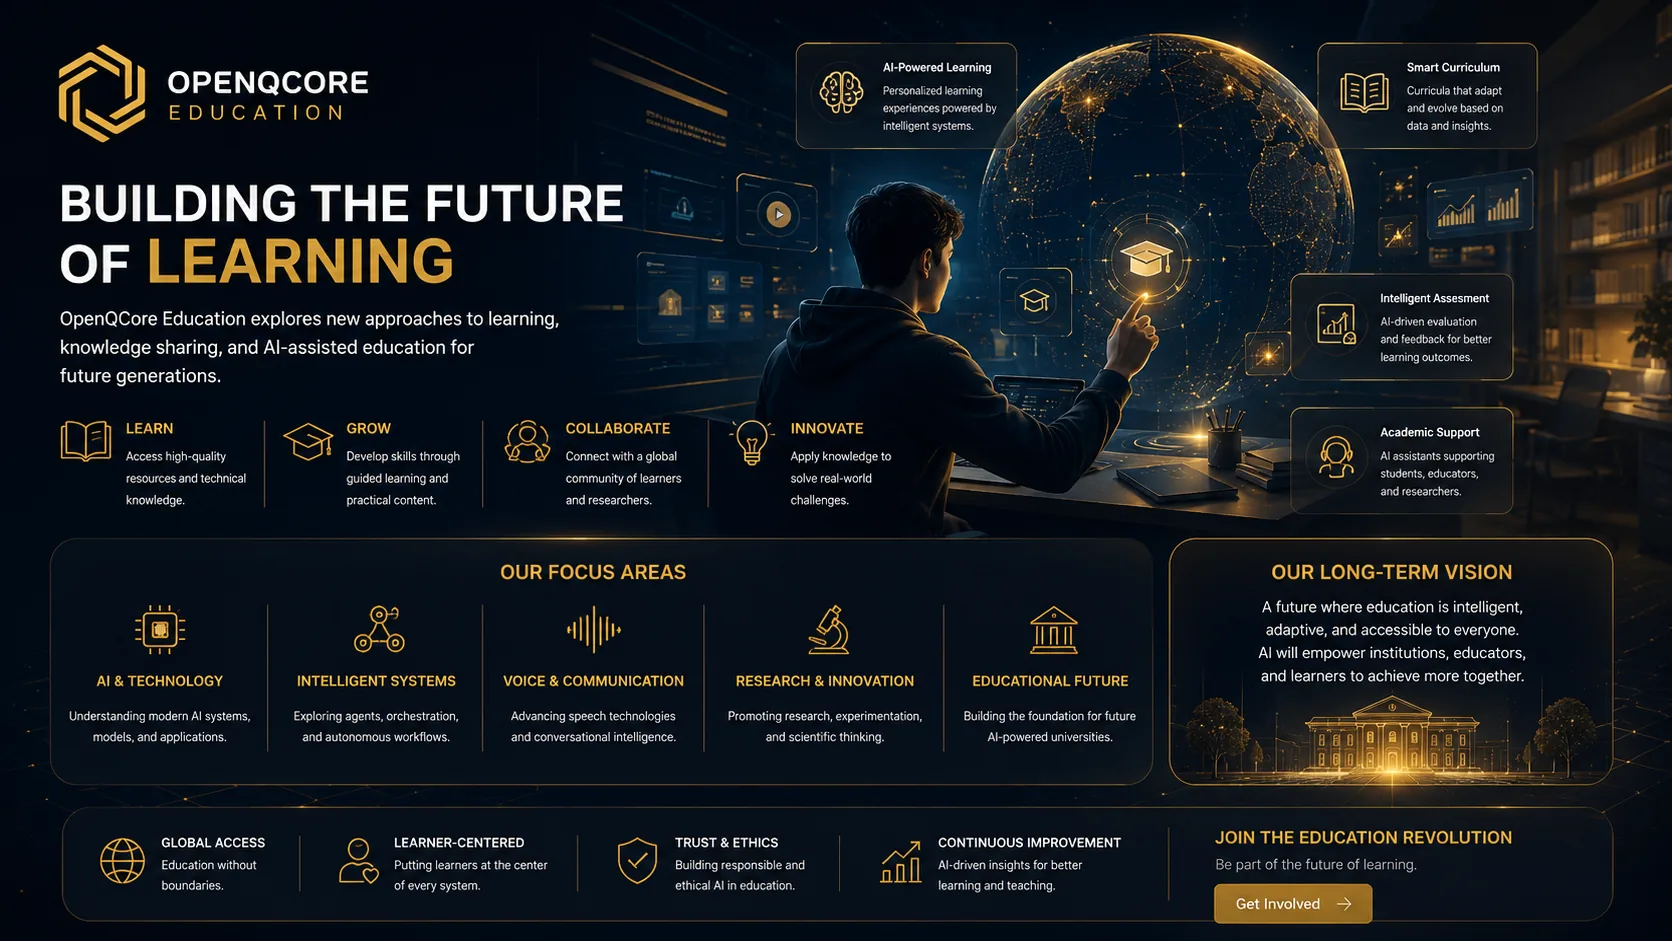 OPENQCORE
EDUCATION
BUILDING THE FUTURE
OF LEARNING
OpenQCore Education explores new approaches to learning,
knowledge sharing, and AI-assisted education for
future generations.
LEARN
Access high-quality
resources and technical
knowledge.
GROW
Develop skills through
guided learning and
practical content.
COLLABORATE
Connect with a global
community of learners
and researchers.
INNOVATE
Apply knowledge to
solve real-world
challenges.
AI-Powered Learning
Personalized learning
experiences powered by
intelligent systems.
Smart Curriculum
Curricula that adapt
and evolve based on
data and insights.
Intelligent Assesment
AI-driven evaluation
and feedback for better
learning outcomes.
Academic Support
AI assistants supporting
students, educators,
and researchers.
OUR FOCUS AREAS
AI & TECHNOLOGY
Understanding modern AI systems,
models, and applications.
INTELLIGENT SYSTEMS
Exploring agents, orchestration,
and autonomous workflows.
VOICE & COMMUNICATION
Advancing speech technologies
and conversational intelligence.
RESEARCH & INNOVATION
Promoting research, experimentation,
and scientific thinking.
EDUCATIONAL FUTURE
Building the foundation for future
AI-powered universities.
OUR LONG-TERM VISION
A future where education is intelligent,
adaptive, and accessible to everyone.
AI will empower institutions, educators,
and learners to achieve more together.
GLOBAL ACCESS
Education without
boundaries.
LEARNER-CENTERED
Putting learners at the center
of every system.
TRUST & ETHICS
Building responsible and
ethical AI in education.
CONTINUOUS IMPROVEMENT
AI-driven insights for better
learning and teaching.
JOIN THE EDUCATION REVOLUTION
Be part of the future of learning.
Get Involved →